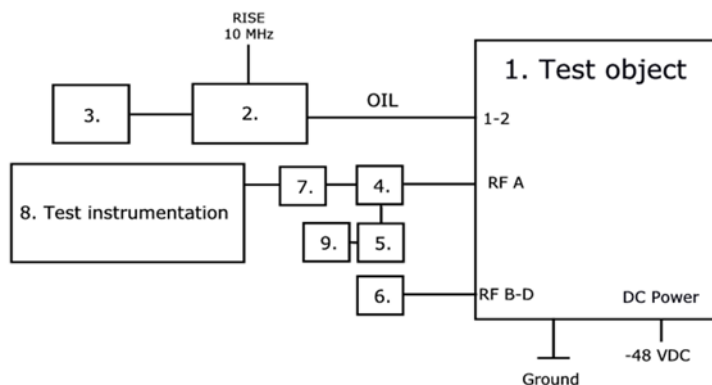 RISE
10 MHz
1. Test object
3.
2.
OIL
1-2
8. Test instrumentation
7.
4.
RF A
9.
5.
6.
RF B-D
DC Power
-48 VDC
Ground